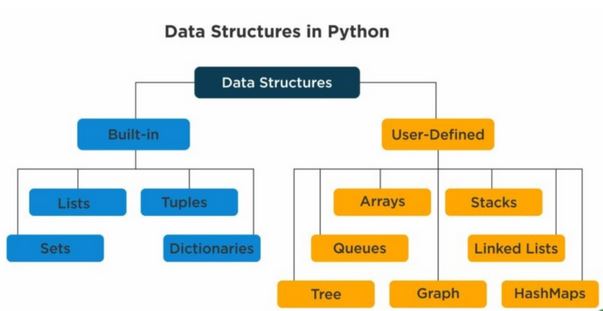 Data Structures in Python
Data Structures
Built-in
User-Defined
Lists
Tuples
Arrays
Stacks
Sets
Dictionaries
Queues
Linked Lists
Tree
Graph
HashMaps